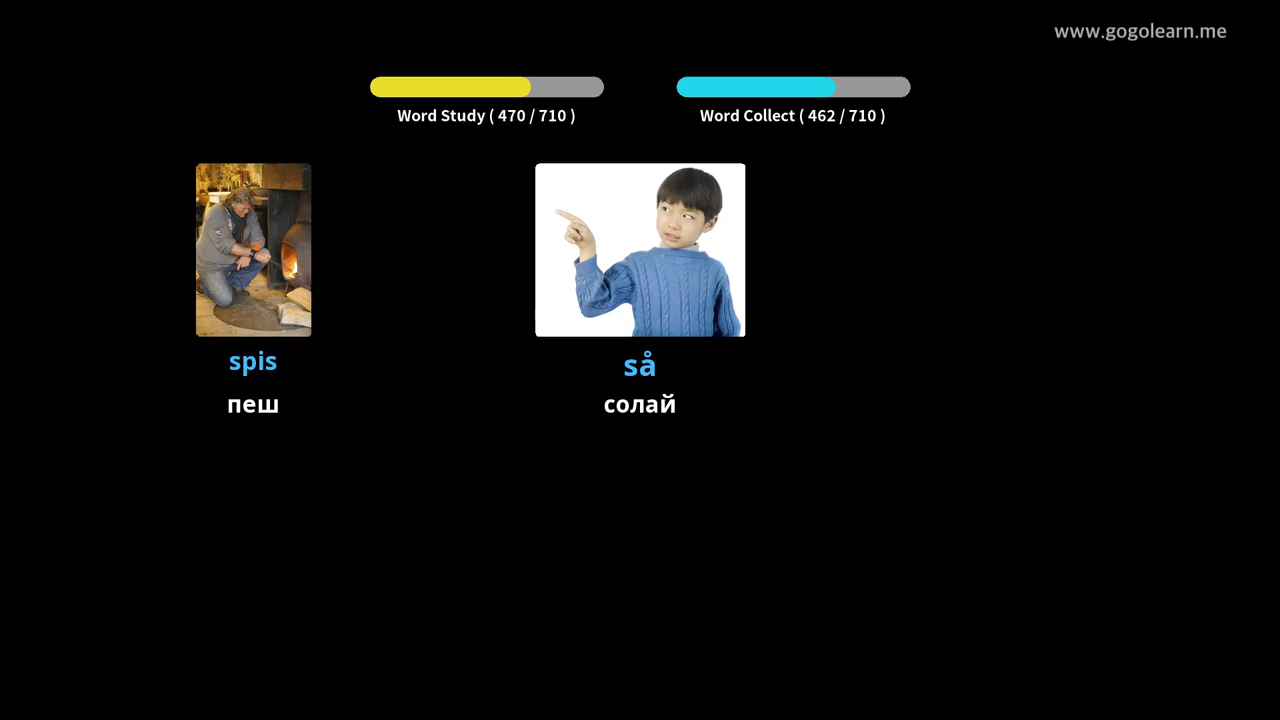 www.gogolearn.me
Word Study ( 470 / 710 )
Word Collect ( 462 / 710 )
spis
пеш
så
солай